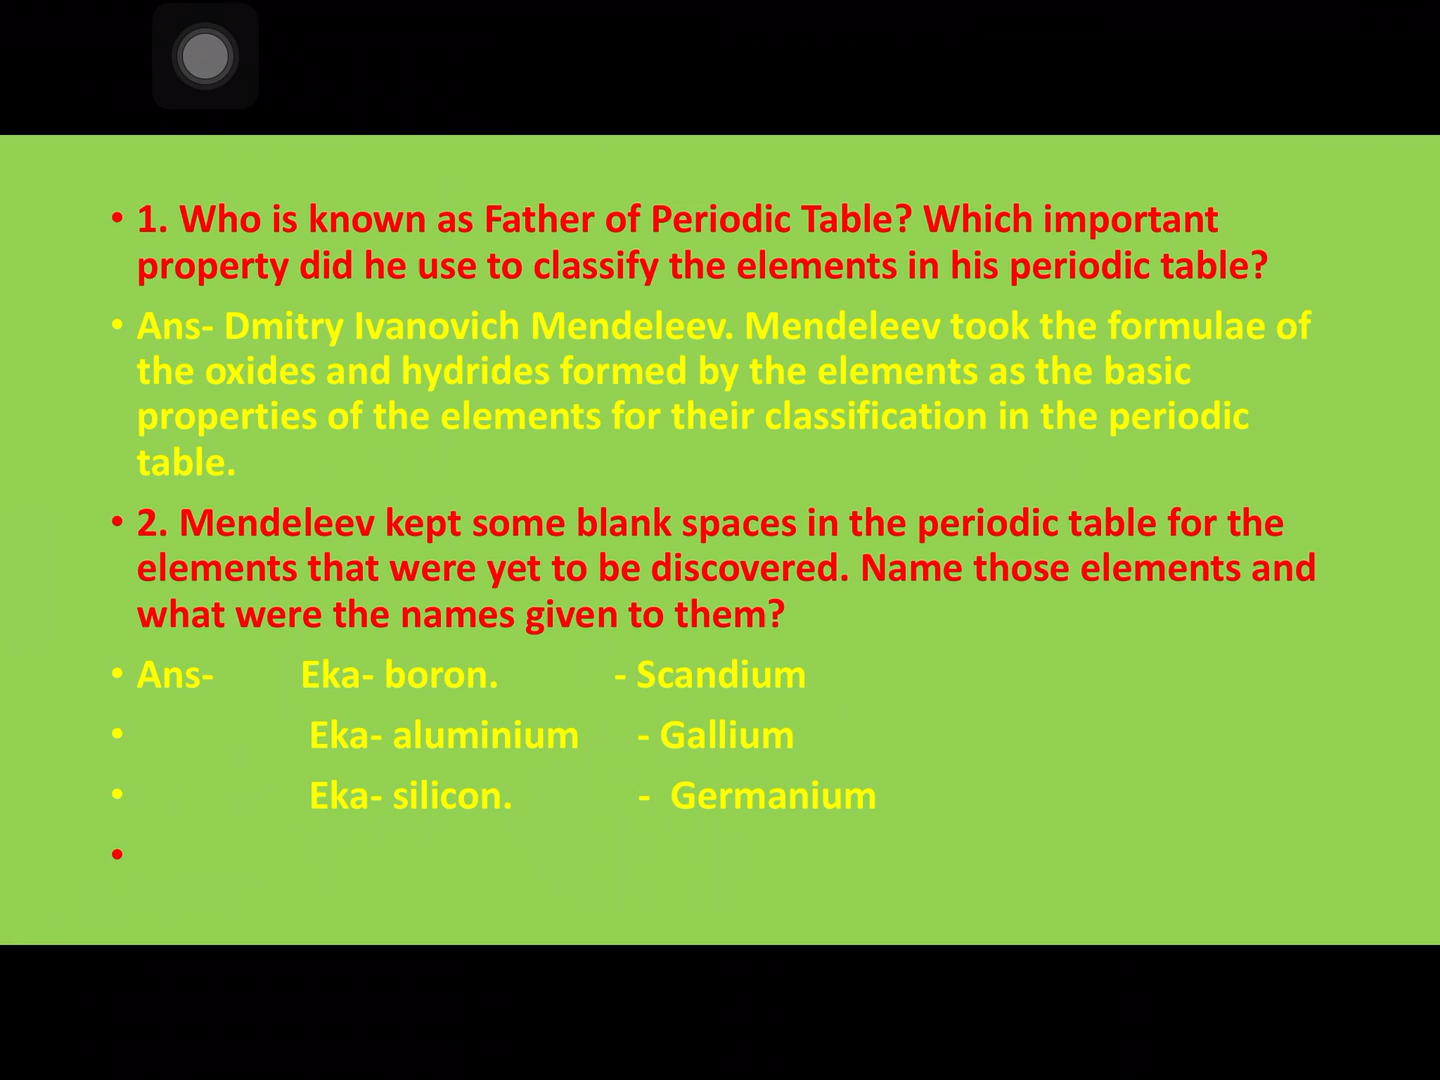 • 1. Who is known as Father of Periodic Table? Which important
property did he use to classify the elements in his periodic table?
• Ans- Dmitry Ivanovich Mendeleev. Mendeleev took the formulae of
the oxides and hydrides formed by the elements as the basic
properties of the elements for their classification in the periodic
table.
• 2. Mendeleev kept some blank spaces in the periodic table for the
elements that were yet to be discovered. Name those elements and
what were the names given to them?
• Ans- Eka- boron. - Scandium
• Eka- aluminium - Gallium
• Eka- silicon. - Germanium
•